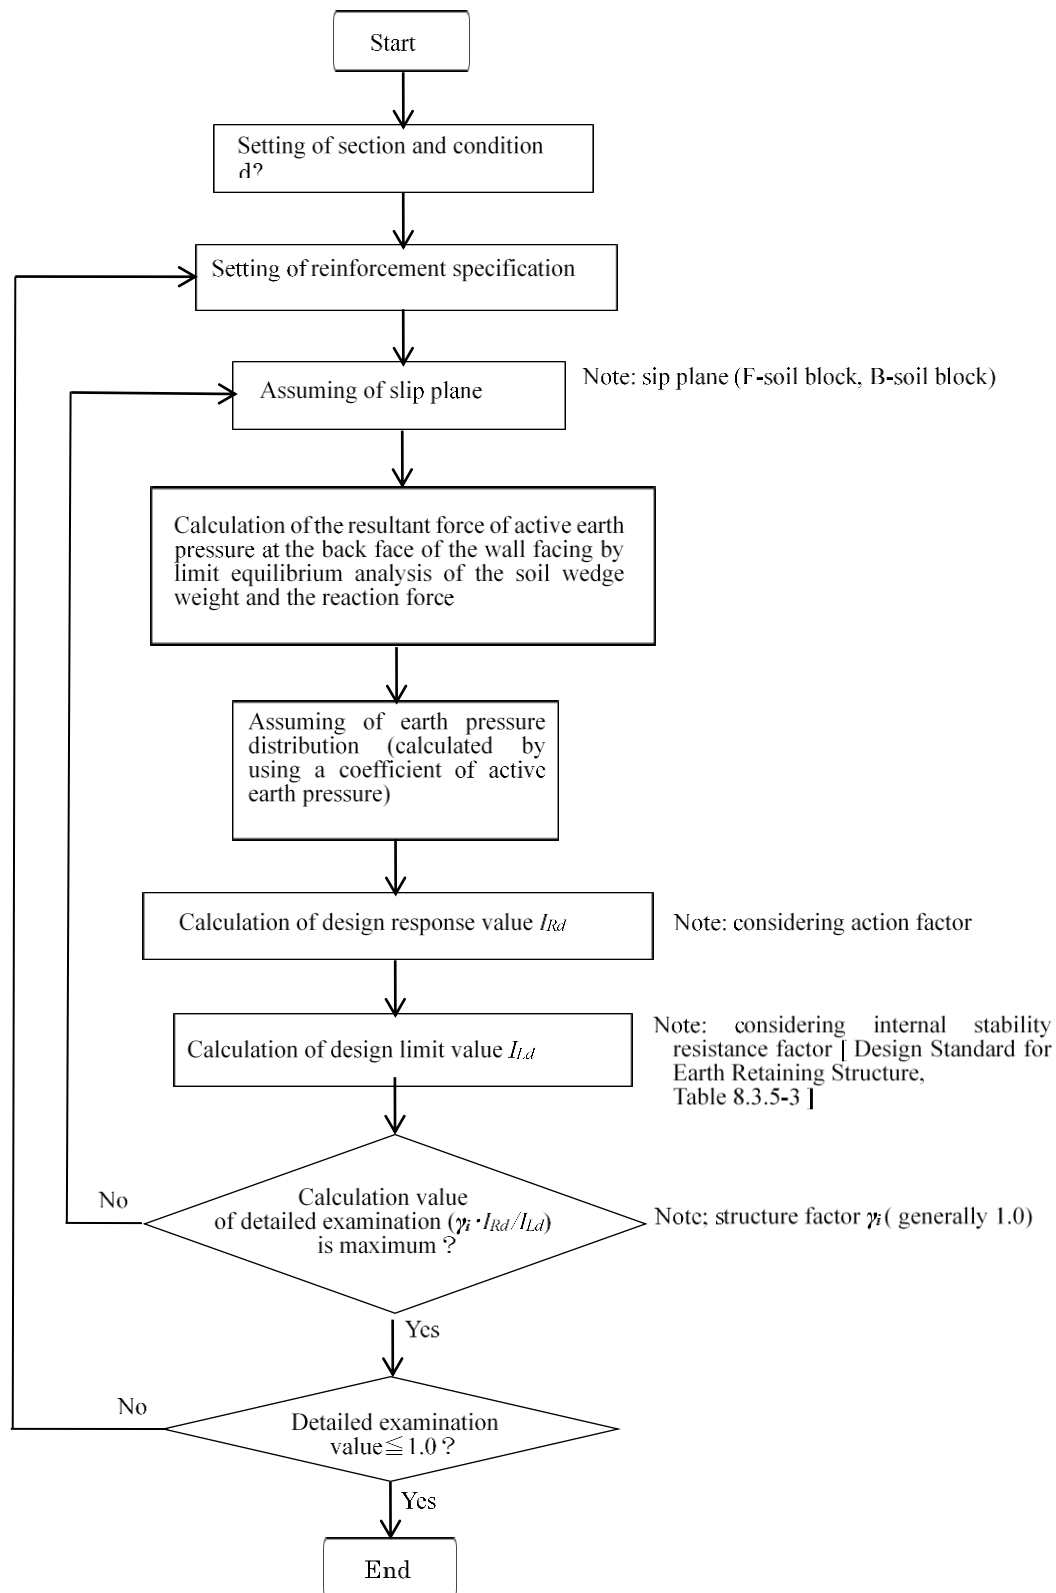 Start
Setting of section and condition
d?
Setting of reinforcement specification
Assuming of slip plane
Note: sip plane (F-soil block, B-soil block)
Calculation of the resultant force of active earth
pressure at the back face of the wall facing by
limit equilibrium analysis of the soil wedge
weight and the reaction force
Assuming of earth pressure
distribution (calculated by
using a coefficient of active
earth pressure)
Calculation of design response value I_Rd
Note: considering action factor
Calculation of design limit value I_Ld
Note: considering internal stability
resistance factor [ Design Standard for
Earth Retaining Structure,
Table 8.3.5-3 ]
No
Calculation value
of detailed examination (γi・I_Rd/I_Ld)
is maximum ?
Note; structure factor γi ( generally 1.0)
Yes
No
Detailed examination
value≦1.0 ?
Yes
End